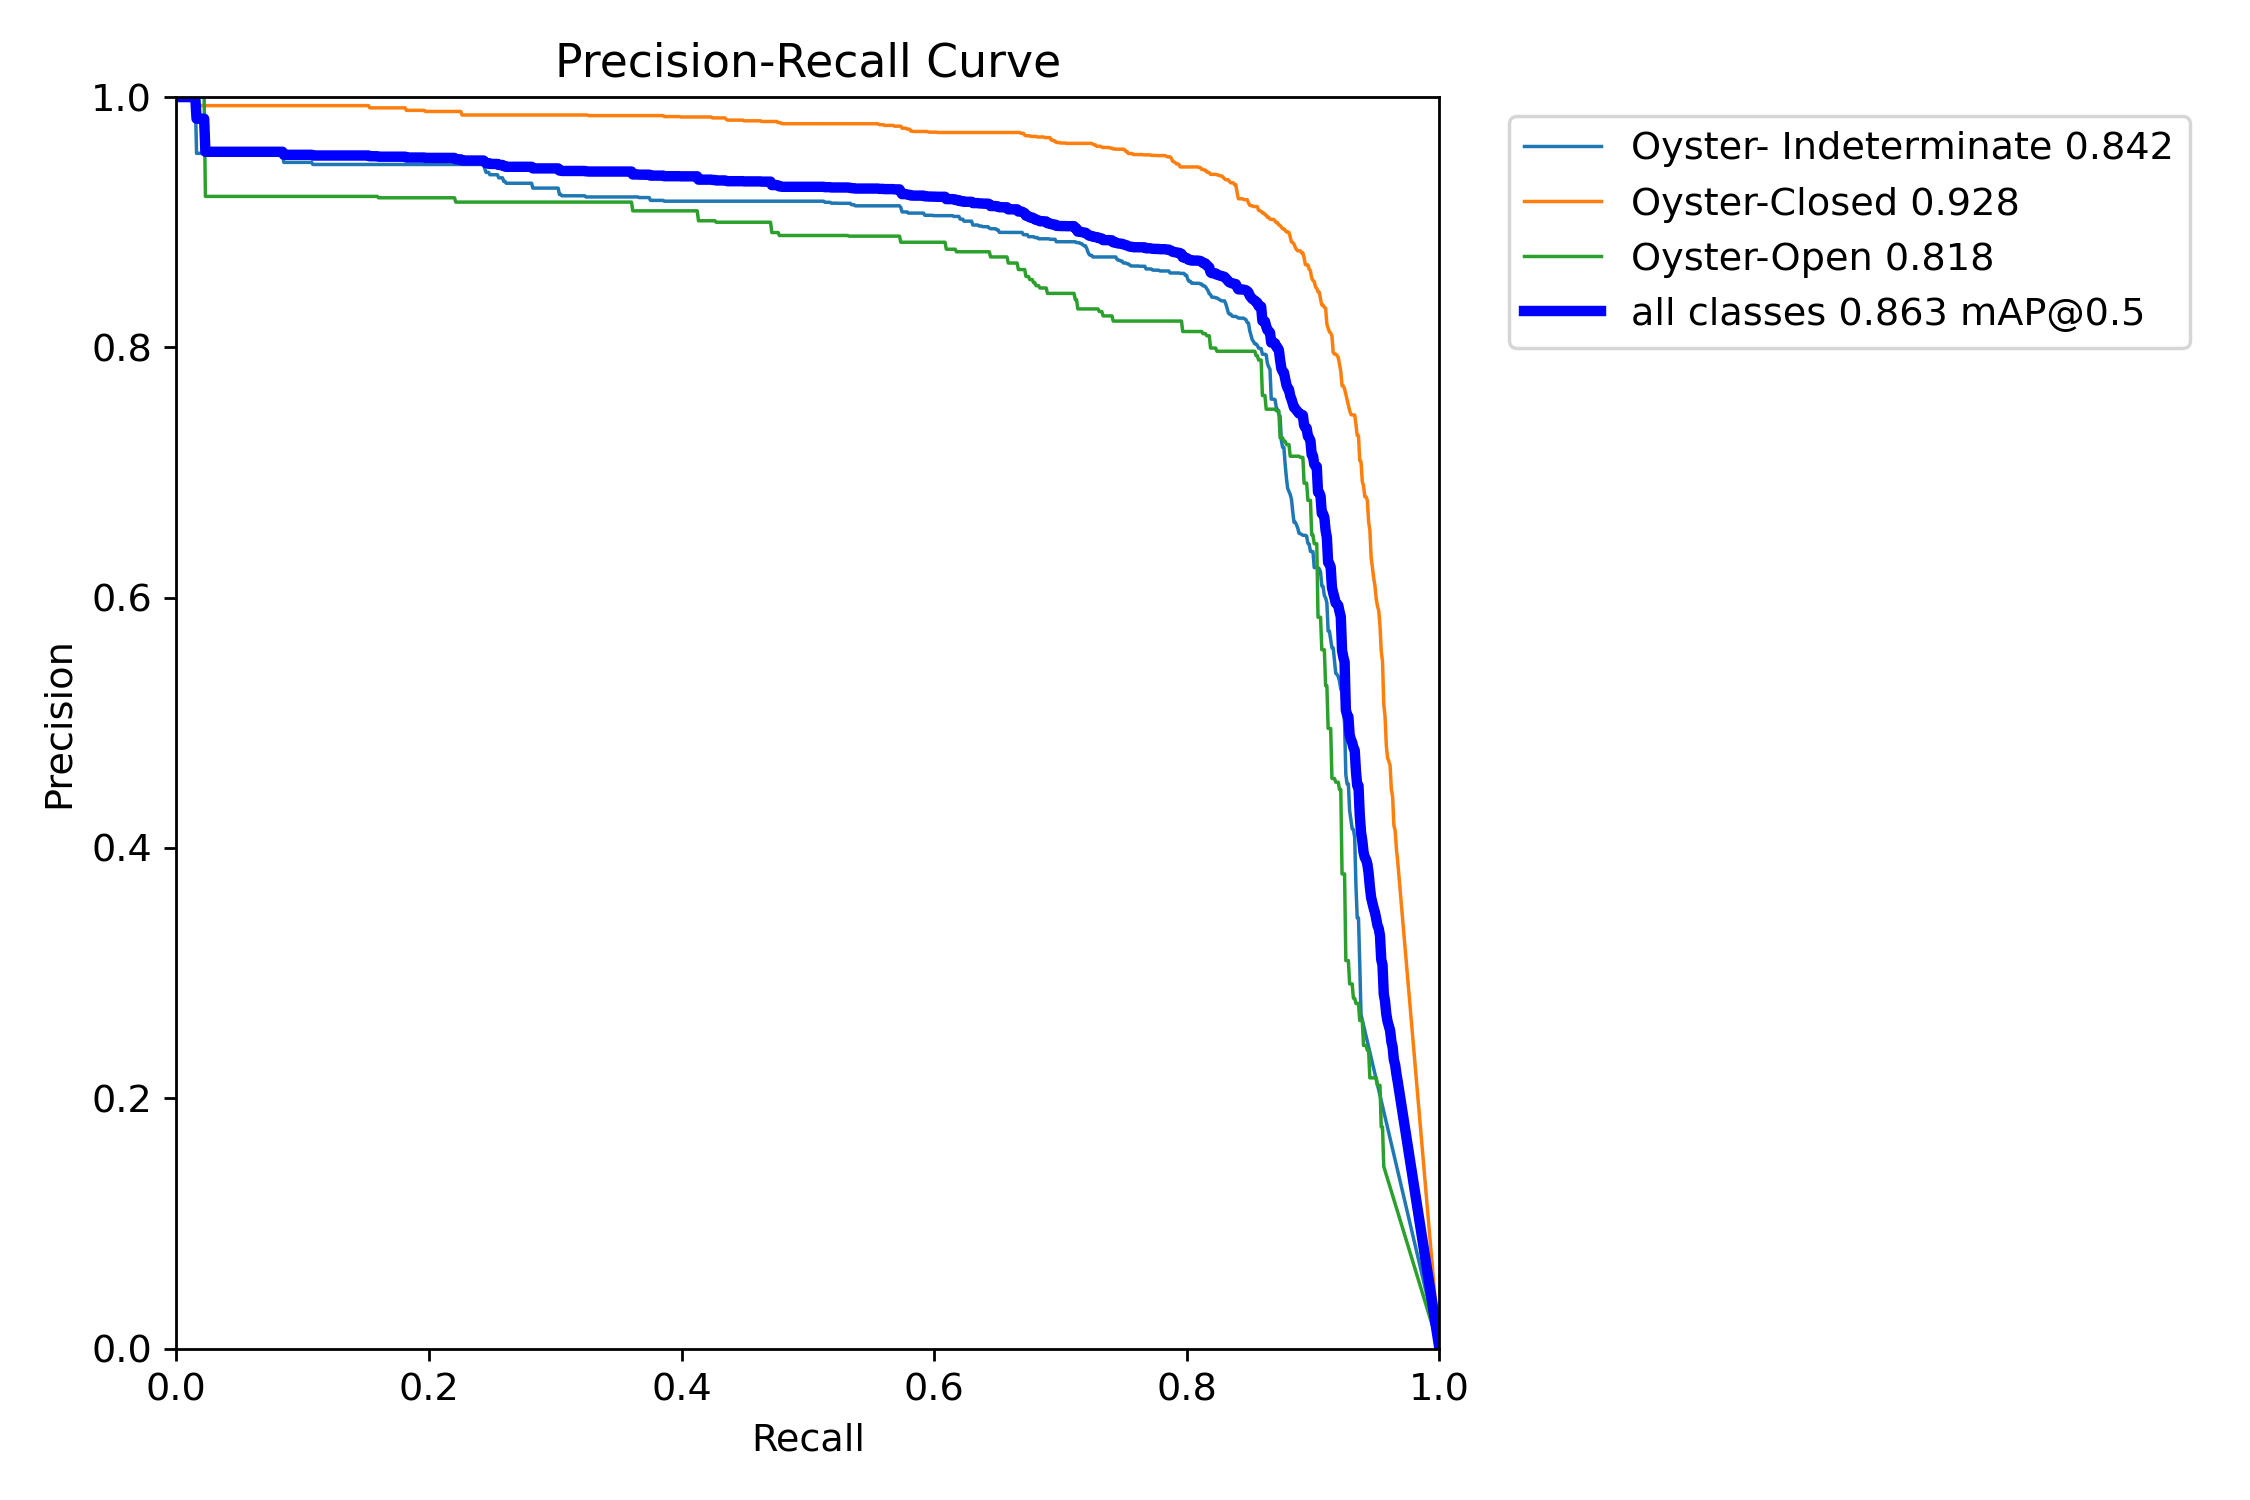 Precision-Recall Curve
1.0
0.8
0.6
0.4
0.2
0.0
Precision
0.0 0.2 0.4 0.6 0.8 1.0
Recall
Oyster- Indeterminate 0.842
Oyster-Closed 0.928
Oyster-Open 0.818
all classes 0.863 mAP@0.5